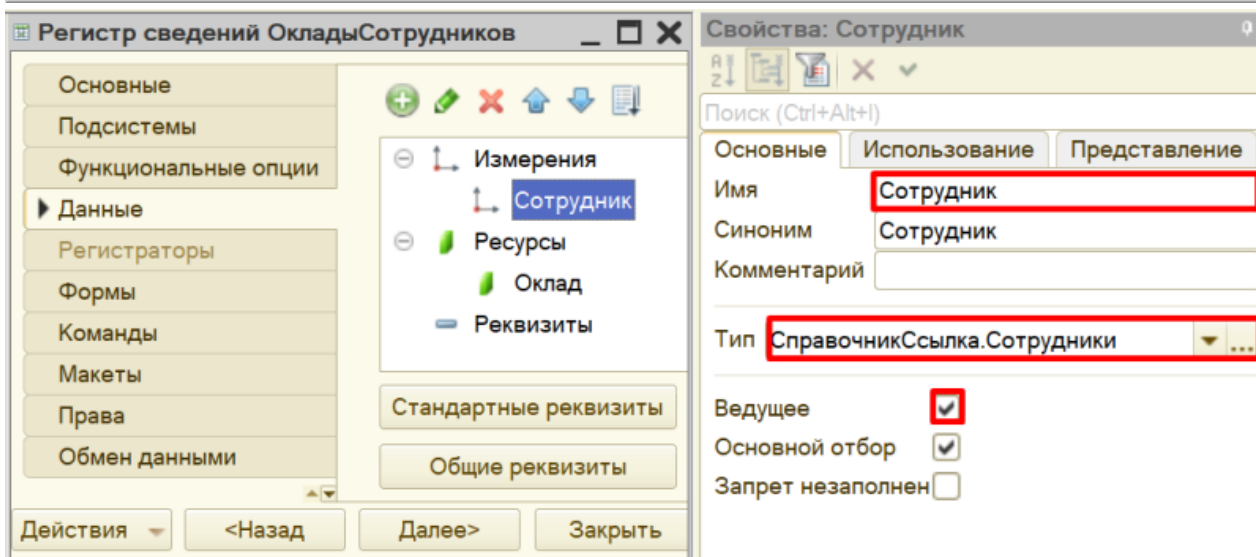 Регистр сведений ОкладыСотрудников
Основные
Подсистемы
Функциональные опции
Данные
Регистраторы
Формы
Команды
Макеты
Права
Обмен данными
Измерения
Сотрудник
Ресурсы
Оклад
Реквизиты
Стандартные реквизиты
Общие реквизиты
Действия
<Назад
Далее>
Закрыть
Свойства: Сотрудник
Поиск (Ctrl+Alt+I)
Основные Использование Представление
Имя Сотрудник
Синоним Сотрудник
Комментарий
Тип СправочникСсылка.Сотрудники ...
Ведущее
Основной отбор
Запрет незаполнен